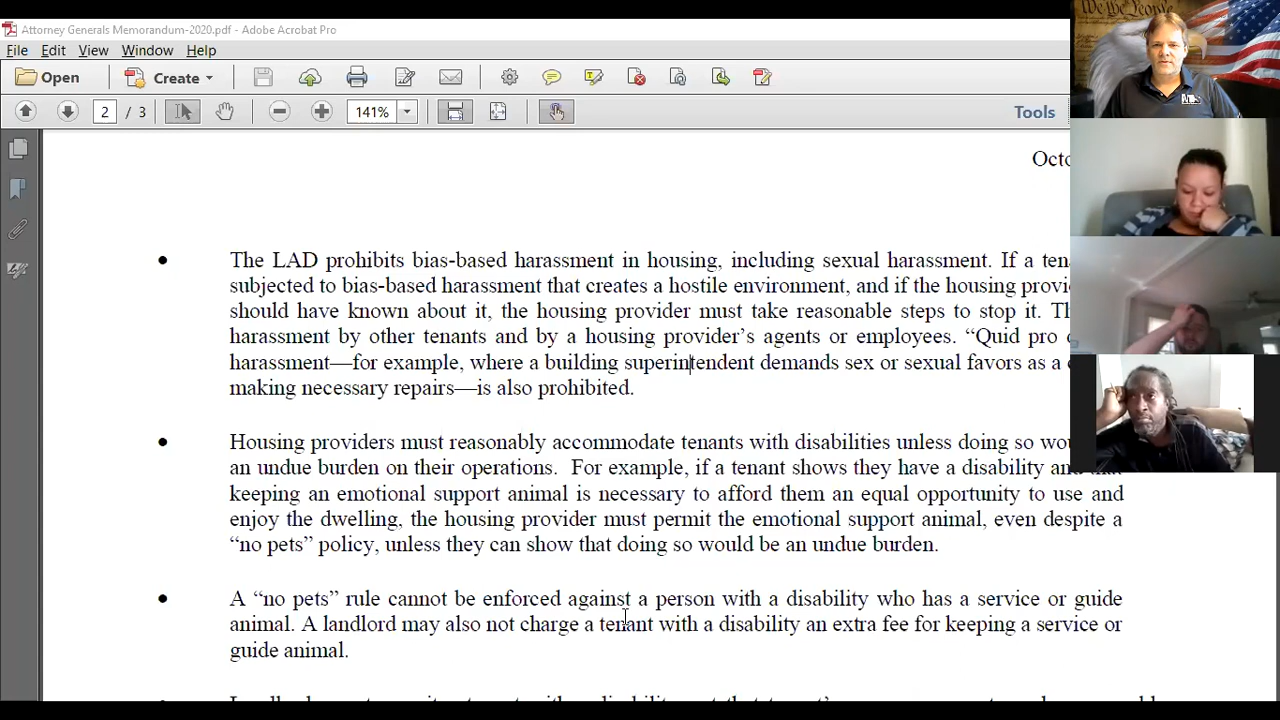 Attorney Generals Memorandum-2020.pdf - Adobe Acrobat Pro
File Edit View Window Help
Open Create
2 / 3 141% Tools
We the People
• The LAD prohibits bias-based harassment in housing, including sexual harassment. If a
subjected to bias-based harassment that creates a hostile environment, and if the housing
should have known about it, the housing provider must take reasonable steps to stop it.
harassment by other tenants and by a housing provider’s agents or employees. “Quid pro
harassment—for example, where a building superintendent demands sex or sexual favors as a
making necessary repairs—is also prohibited.
• Housing providers must reasonably accommodate tenants with disabilities unless doing so
an undue burden on their operations. For example, if a tenant shows they have a disability and
keeping an emotional support animal is necessary to afford them an equal opportunity to use and
enjoy the dwelling, the housing provider must permit the emotional support animal, even despite a
“no pets” policy, unless they can show that doing so would be an undue burden.
• A “no pets” rule cannot be enforced against a person with a disability who has a service or guide
animal. A landlord may also not charge a tenant with a disability an extra fee for keeping a service or
guide animal.